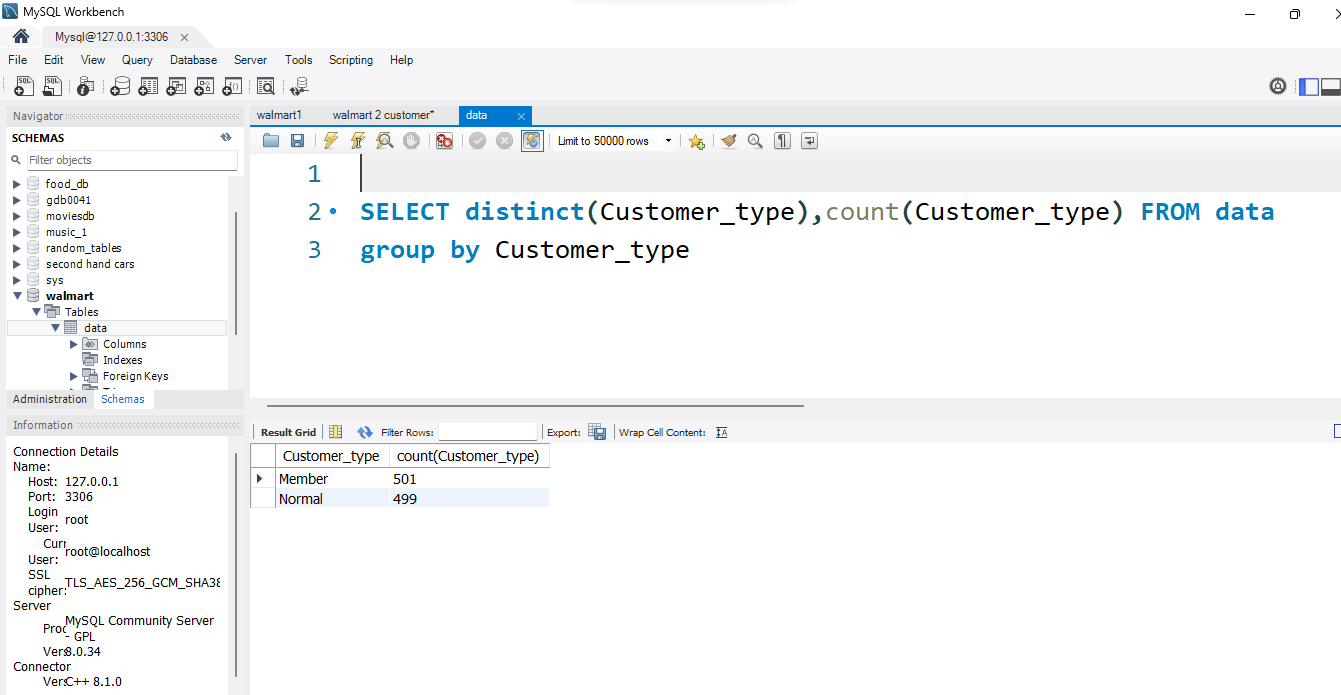 MySQL Workbench
Mysql@127.0.0.1:3306
File Edit View Query Database Server Tools Scripting Help
Navigator
SCHEMAS
Filter objects
food_db
gdb0041
moviesdb
music_1
random_tables
second hand cars
sys
walmart
Tables
data
Columns
Indexes
Foreign Keys
Administration Schemas
Information
Connection Details
Name:
Host: 127.0.0.1
Port: 3306
Login
User: root
Curr
User: root@localhost
SSL
cipher: TLS_AES_256_GCM_SHA38
Server
Proc MySQL Community Server
- GPL
Vers 8.0.34
Connector
Vers C++ 8.1.0
walmart1 walmart 2 customer* data
Limit to 50000 rows
1
2 SELECT distinct(Customer_type),count(Customer_type) FROM data
3 group by Customer_type
Result Grid Filter Rows: Export: Wrap Cell Content:
Customer_type count(Customer_type)
Member 501
Normal 499